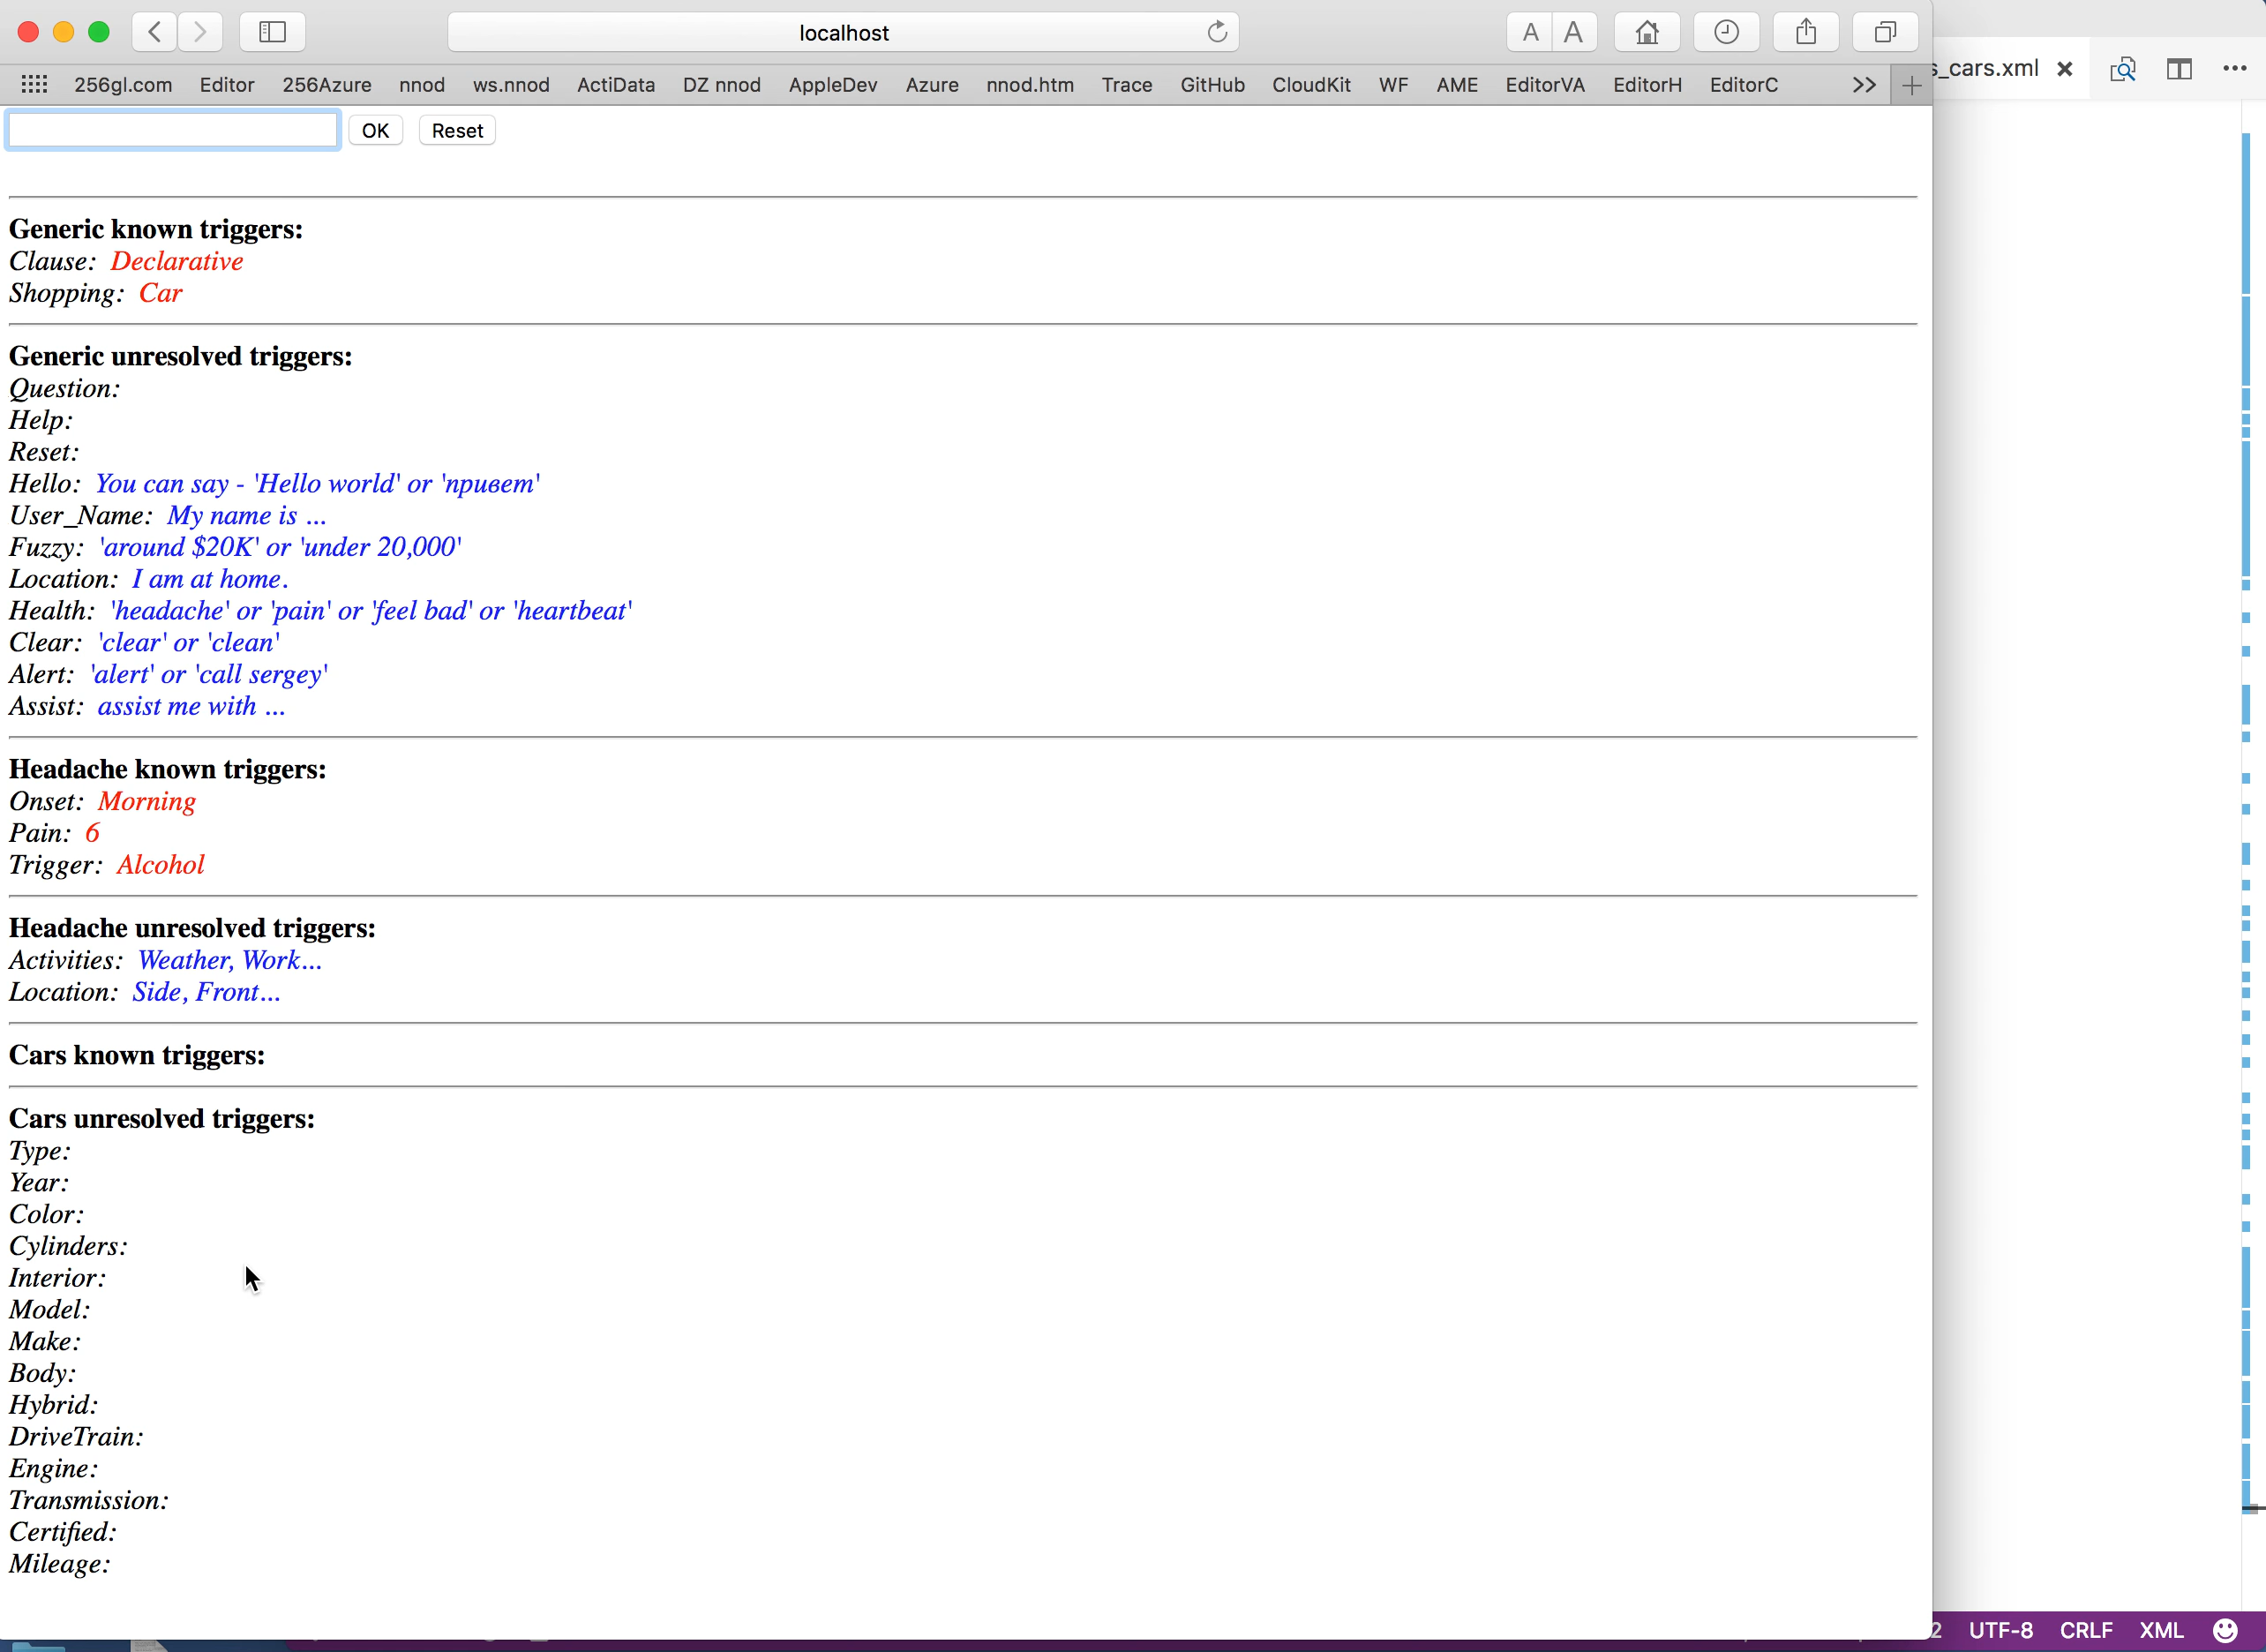 localhost
A A
s_cars.xml
256gl.com Editor 256Azure nnod ws.nnod ActiData DZ nnod AppleDev Azure nnod.htm Trace GitHub CloudKit WF AME EditorVA EditorH EditorC
OK Reset
Generic known triggers:
Clause: Declarative
Shopping: Car
Generic unresolved triggers:
Question:
Help:
Reset:
Hello: You can say - 'Hello world' or 'привет'
User_Name: My name is ...
Fuzzy: 'around $20K' or 'under 20,000'
Location: I am at home.
Health: 'headache' or 'pain' or 'feel bad' or 'heartbeat'
Clear: 'clear' or 'clean'
Alert: 'alert' or 'call sergey'
Assist: assist me with ...
Headache known triggers:
Onset: Morning
Pain: 6
Trigger: Alcohol
Headache unresolved triggers:
Activities: Weather, Work...
Location: Side, Front...
Cars known triggers:
Cars unresolved triggers:
Type:
Year:
Color:
Cylinders:
Interior:
Model:
Make:
Body:
Hybrid:
DriveTrain:
Engine:
Transmission:
Certified:
Mileage:
2 UTF-8 CRLF XML